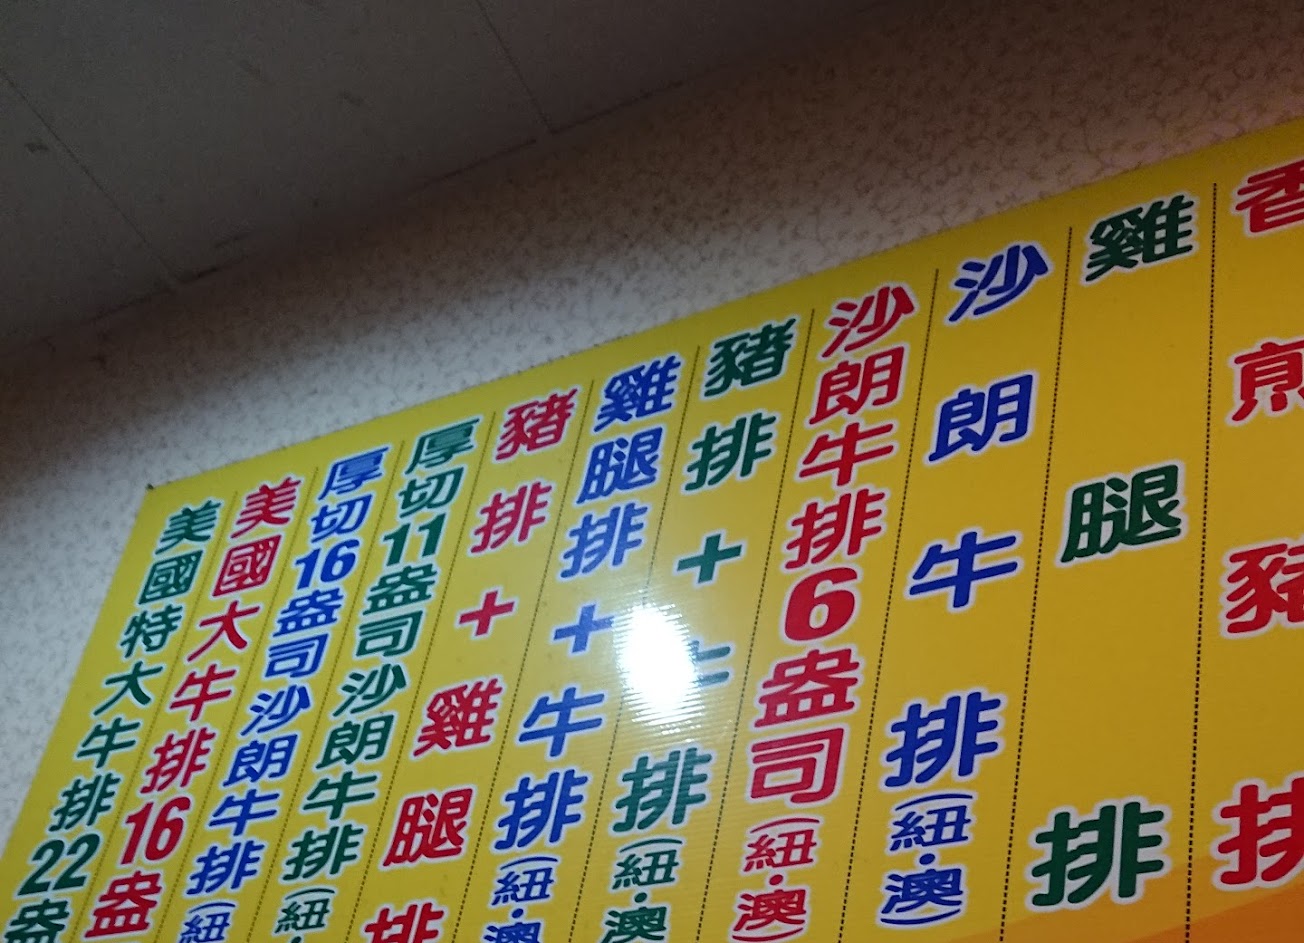 香煎豬排
雞腿排
沙朗牛排(紐.澳)
沙朗牛排6盎司(紐.澳)
豬排+牛排(紐.澳
雞腿排+牛排(紐.澳
豬排+雞腿排
厚切11盎司沙朗牛排(紐.
厚切16盎司沙朗牛排(紐
美國大牛排16盎
美國特大牛排22盎